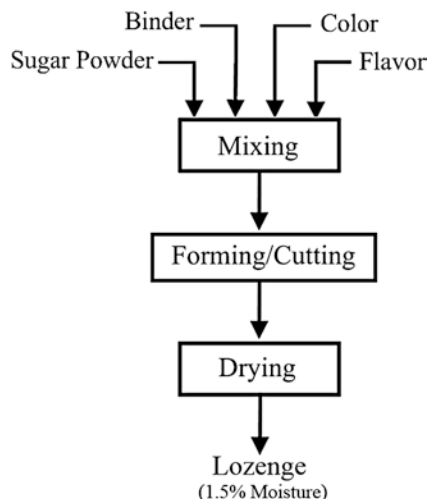 Binder
Color
Sugar Powder
Flavor
Mixing
Forming/Cutting
Drying
Lozenge
(1.5% Moisture)